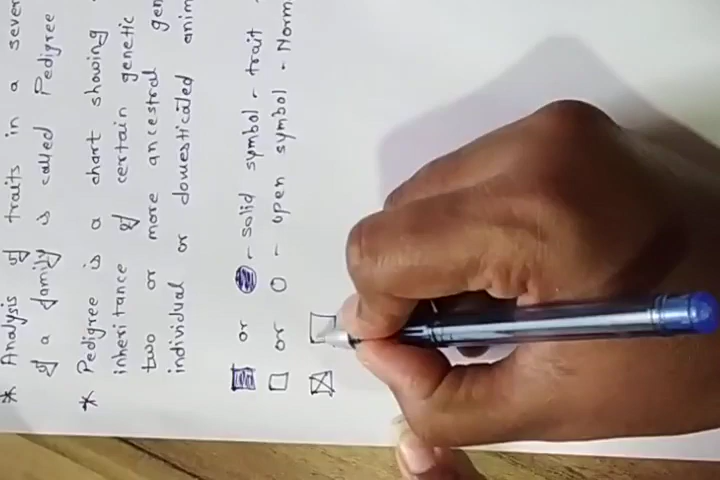 * Analysis of traits in a sever
of a family is called Pedigree
* Pedigree is a chart showing
inheritance of certain genetic
two or more ancestral gen
individual or domesticated anim
or - solid symbol - trait
or - open symbol - Norm